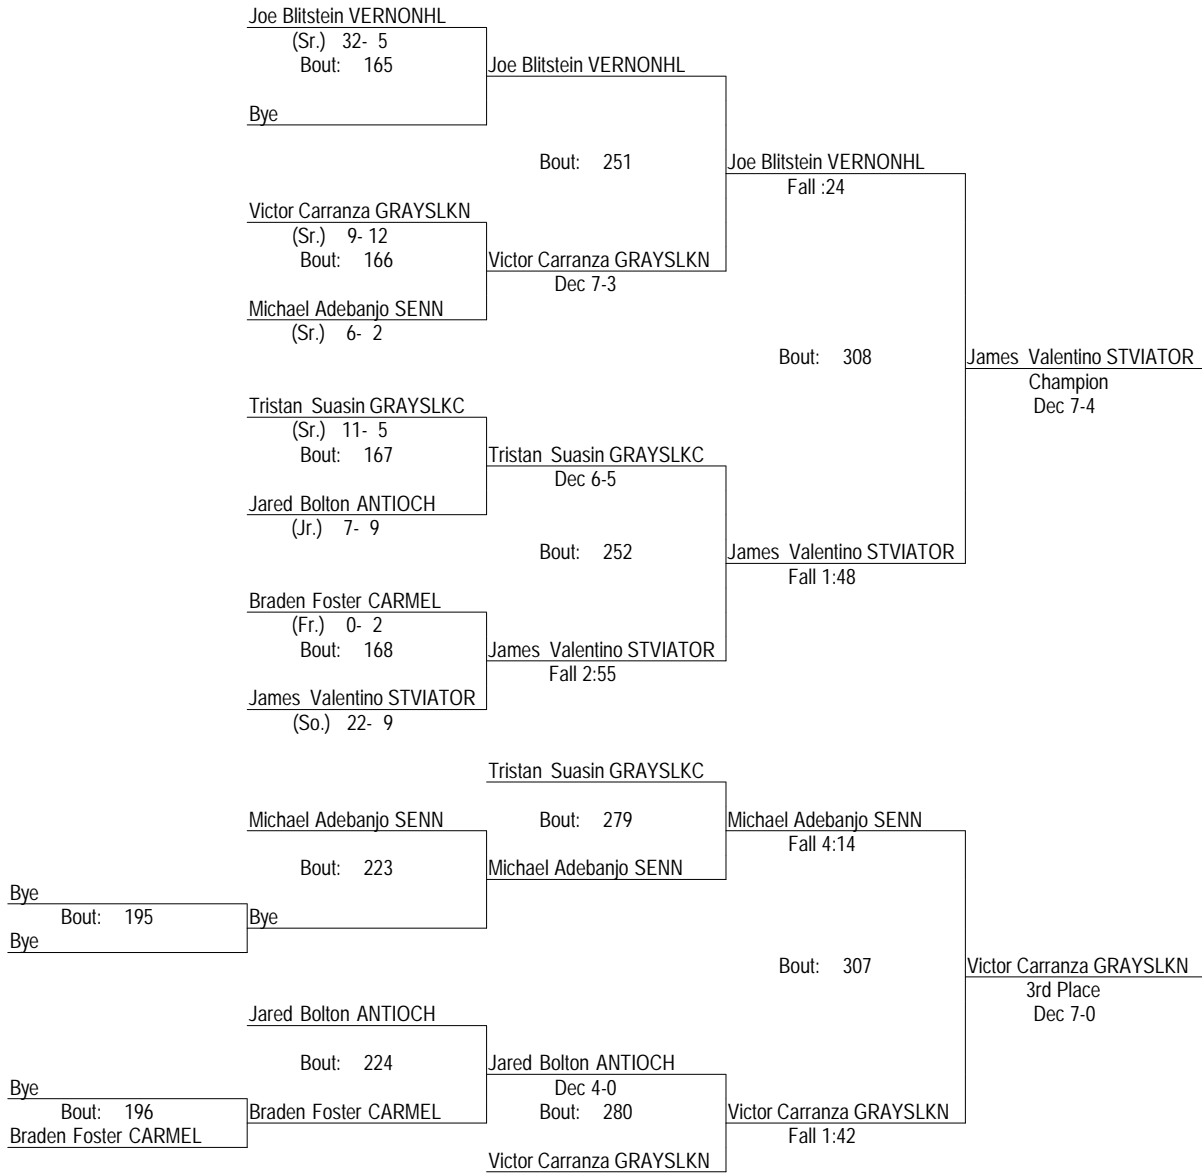 Joe Blitstein VERNONHL
(Sr.) 32- 5
Bout: 165
Joe Blitstein VERNONHL
Bye
Bout: 251
Joe Blitstein VERNONHL
Fall :24
Victor Carranza GRAYSLKN
(Sr.) 9- 12
Bout: 166
Victor Carranza GRAYSLKN
Dec 7-3
Michael Adebanjo SENN
(Sr.) 6- 2
Bout: 308
James Valentino STVIATOR
Champion
Dec 7-4
Tristan Suasin GRAYSLKC
(Sr.) 11- 5
Bout: 167
Tristan Suasin GRAYSLKC
Dec 6-5
Jared Bolton ANTIOCH
(Jr.) 7- 9
Bout: 252
James Valentino STVIATOR
Fall 1:48
Braden Foster CARMEL
(Fr.) 0- 2
Bout: 168
James Valentino STVIATOR
Fall 2:55
James Valentino STVIATOR
(So.) 22- 9
Tristan Suasin GRAYSLKC
Michael Adebanjo SENN
Bout: 279
Michael Adebanjo SENN
Fall 4:14
Bout: 223
Michael Adebanjo SENN
Bye
Bout: 195
Bye
Bye
Bout: 307
Victor Carranza GRAYSLKN
3rd Place
Dec 7-0
Jared Bolton ANTIOCH
Bout: 224
Jared Bolton ANTIOCH
Dec 4-0
Bye
Bout: 196
Braden Foster CARMEL
Bout: 280
Victor Carranza GRAYSLKN
Fall 1:42
Braden Foster CARMEL
Victor Carranza GRAYSLKN